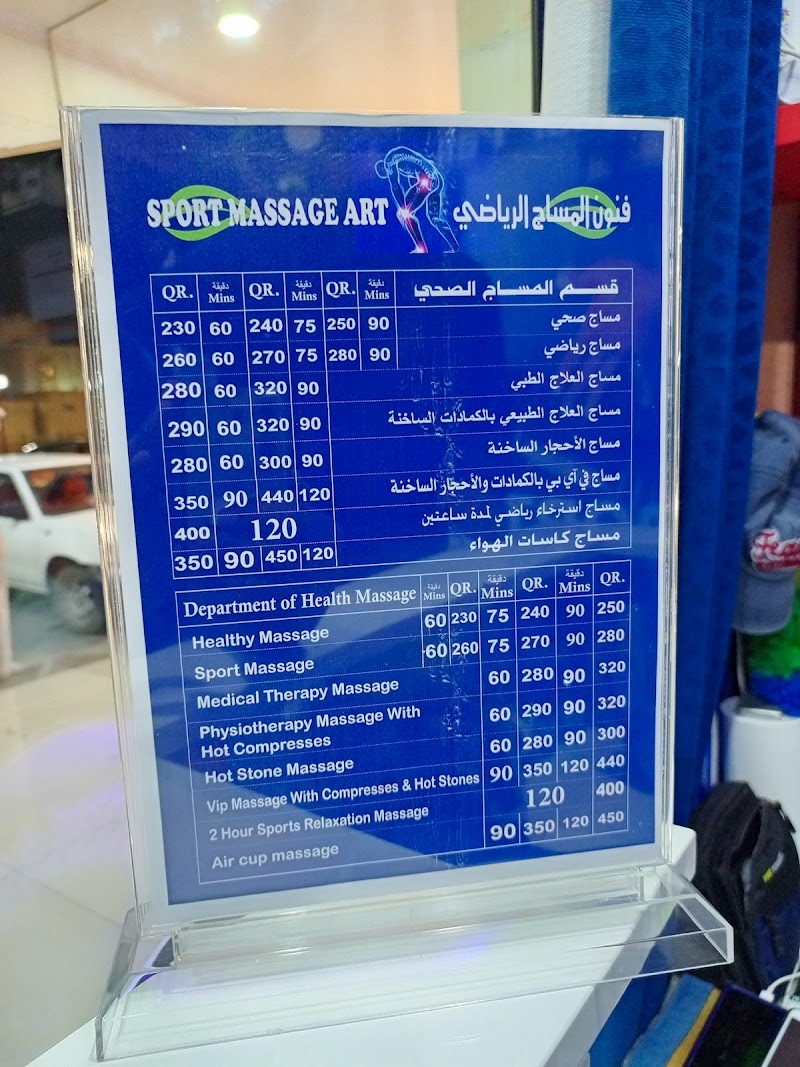 SPORT MASSAGE ART فنون المساج الرياضي
QR. دقيقة Mins QR. دقيقة Mins QR. دقيقة Mins قسم المساج الصحي
230 60 240 75 250 90 مساج صحي
260 60 270 75 280 90 مساج رياضي
280 60 320 90 مساج العلاج الطبي
290 60 320 90 مساج العلاج الطبيعي بالكمادات الساخنة
280 60 300 90 مساج الأحجار الساخنة
350 90 440 120 مساج في آي بي بالكمادات والأحجار الساخنة
400 120 مساج استرخاء رياضي لمدة ساعتين
350 90 450 120 مساج كاسات الهواء
Department of Health Massage دقيقة Mins QR. دقيقة Mins QR. دقيقة Mins QR.
Healthy Massage 60 230 75 240 90 250
Sport Massage 60 260 75 270 90 280
Medical Therapy Massage 60 280 90 320
Physiotherapy Massage With
Hot Compresses 60 290 90 320
Hot Stone Massage 60 280 90 300
Vip Massage With Compresses & Hot Stones 90 350 120 440
2 Hour Sports Relaxation Massage 120 400
Air cup massage 90 350 120 450